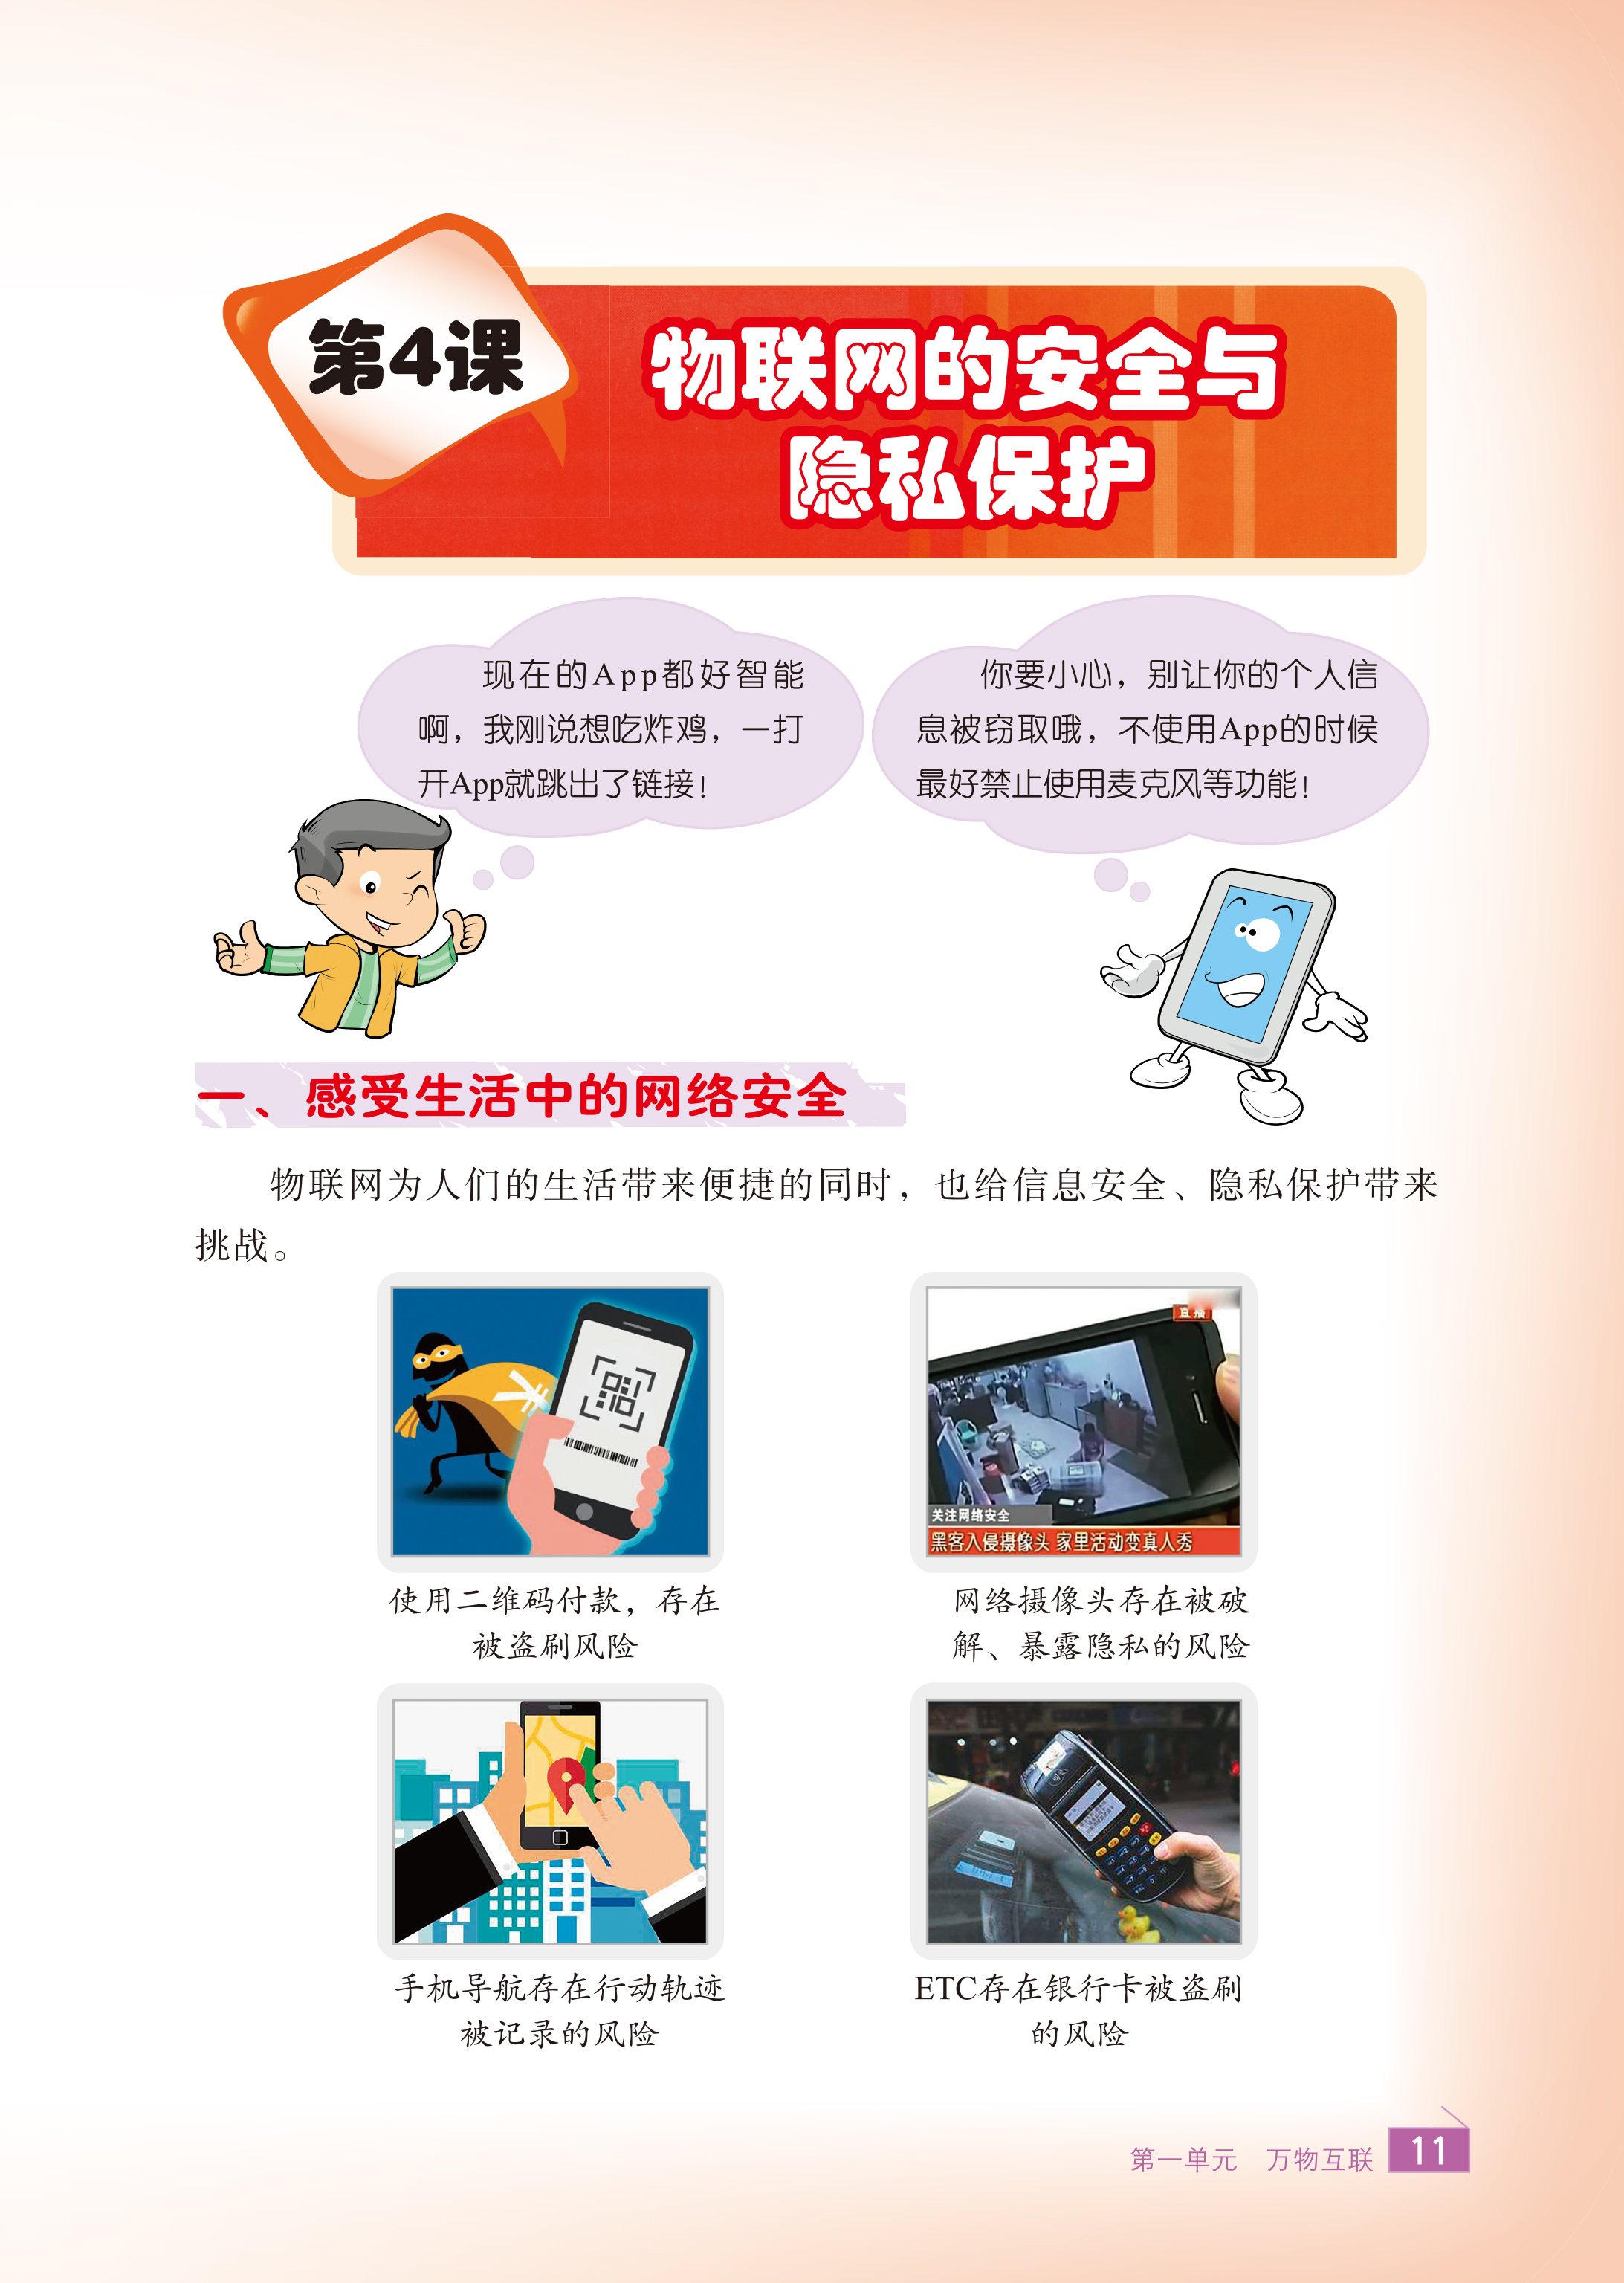 第4课
物联网的安全与
隐私保护
现在的App都好智能
啊，我刚说想吃炸鸡，一打
开App就跳出了链接！
你要小心，别让你的个人信
息被窃取哦，不使用App的时候
最好禁止使用麦克风等功能！
一、感受生活中的网络安全
物联网为人们的生活带来便捷的同时，也给信息安全、隐私保护带来
挑战。
直播
关注网络安全
黑客入侵摄像头 家里活动变真人秀
使用二维码付款，存在
被盗刷风险
网络摄像头存在被破
解、暴露隐私的风险
手机导航存在行动轨迹
被记录的风险
ETC存在银行卡被盗刷
的风险
第一单元 万物互联 11